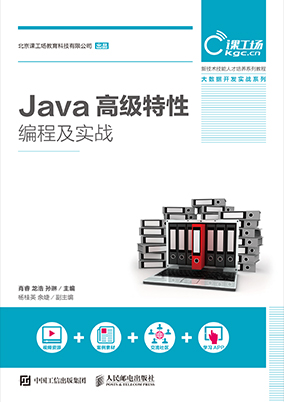 北京课工场教育科技有限公司 出品
课工场
kgc.cn
新技术技能人才培养系列教程
大数据开发实战系列
Java 高级特性
编程及实战
肖睿 龙浩 孙琳 / 主编
杨桂英 余婕 / 副主编
视频资源
案例素材
交流社区
学习APP
中国工信出版集团
人民邮电出版社
POSTS & TELECOM PRESS